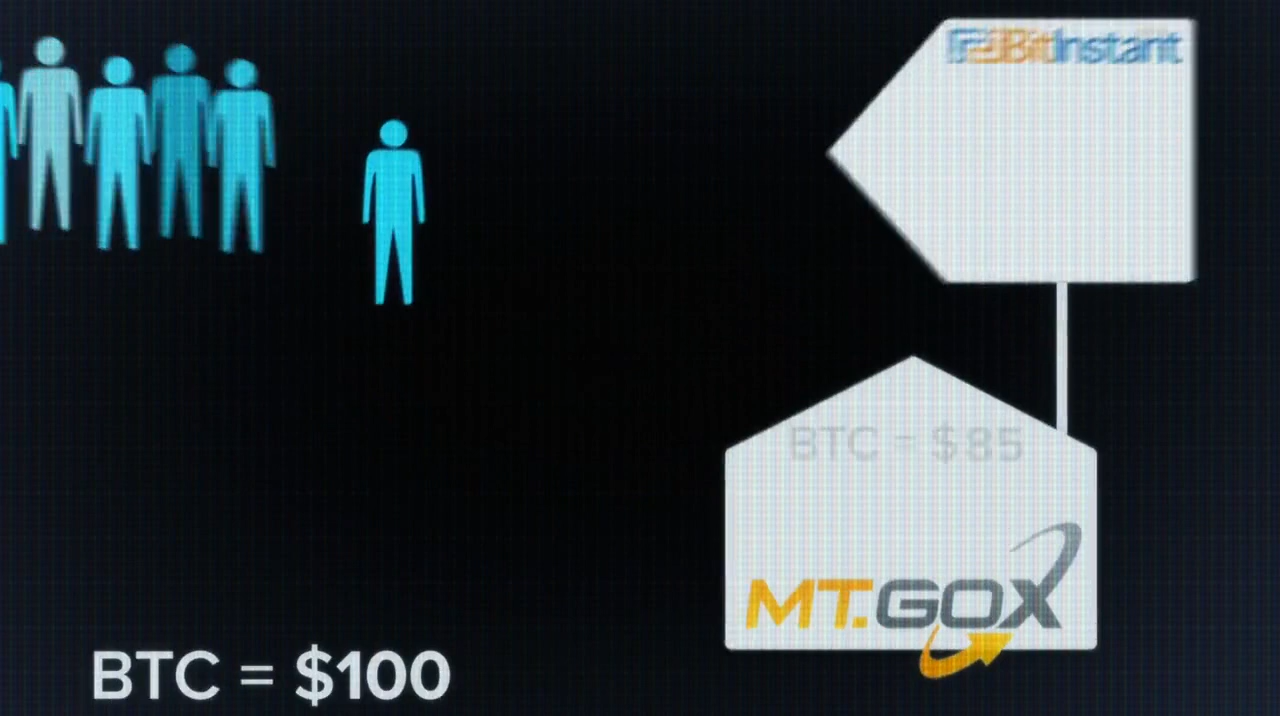 BitInstant
BTC = $85
MT.GOX
BTC = $100